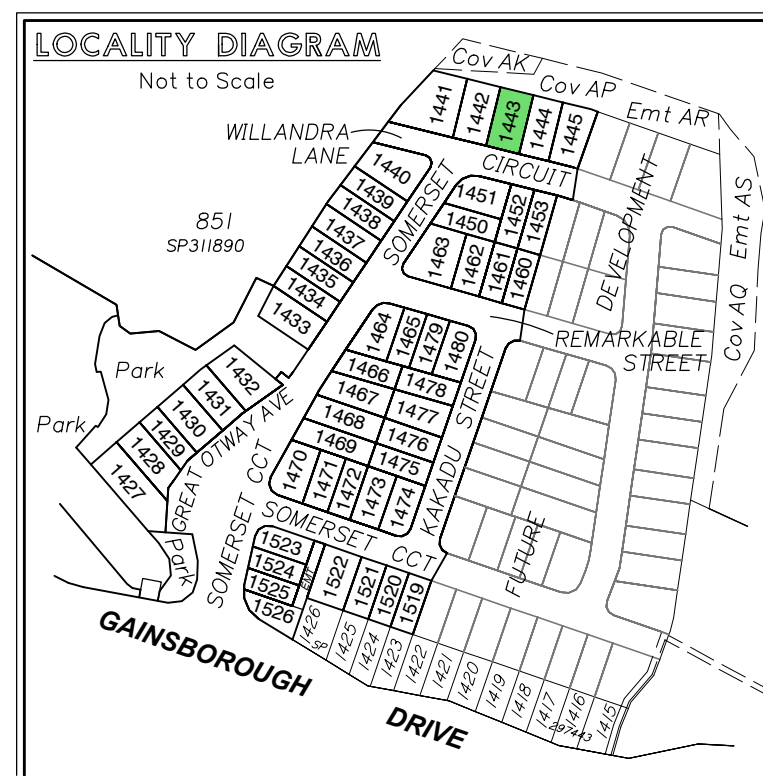 LOCALITY DIAGRAM
Not to Scale
Cov AK
Cov AP
Emt AR
1441
1442
1443
1444
1445
WILLANDRA
LANE
CIRCUIT
SOMERSET
1440
1439
1438
1437
1436
1435
1434
1433
851
SP311890
1451
1450
1452
1453
1463
1462
1461
1460
DEVELOPMENT
Emt AS
Cov AQ
REMARKABLE
STREET
1464
1465
1479
1480
1466
1478
1467
1477
1468
1476
1469
1475
1470
1471
1472
1473
1474
KAKADU STREET
Park
Park
1432
1431
1430
1429
1428
1427
GREAT OTWAY AVE
SOMERSET CCT
SOMERSET CCT
Park
FUTURE
1523
1524
1525
1526
EMT
1522
1521
1520
1519
1426
SP
1425
1424
1423
1422
1421
1420
1419
1418
1417
1416
1415
297443
GAINSBOROUGH
DRIVE